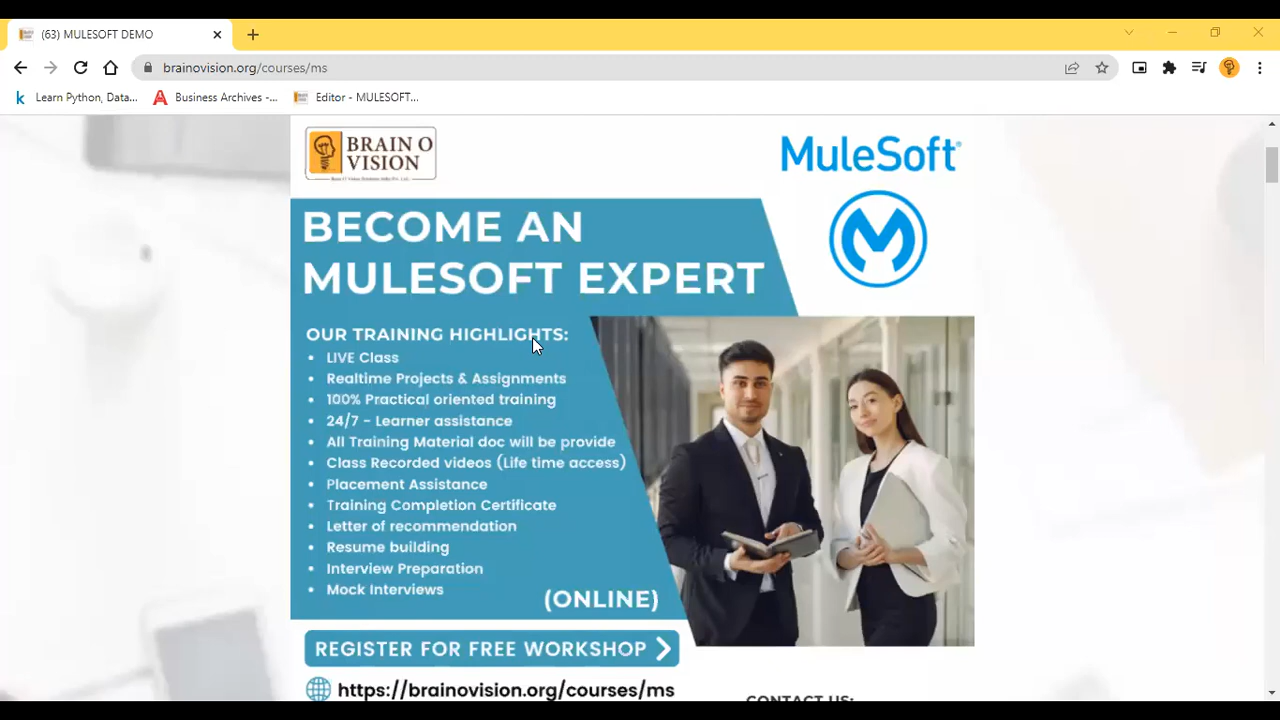 (63) MULESOFT DEMO
brainovision.org/courses/ms
Learn Python, Data...
Business Archives -...
Editor - MULESOFT...
BRAIN O
VISION
MuleSoft
BECOME AN
MULESOFT EXPERT
OUR TRAINING HIGHLIGHTS:
• LIVE Class
• Realtime Projects & Assignments
• 100% Practical oriented training
• 24/7 - Learner assistance
• All Training Material doc will be provide
• Class Recorded videos (Life time access)
• Placement Assistance
• Training Completion Certificate
• Letter of recommendation
• Resume building
• Interview Preparation
• Mock Interviews
(ONLINE)
REGISTER FOR FREE WORKSHOP
https://brainovision.org/courses/ms
CONTACT US: